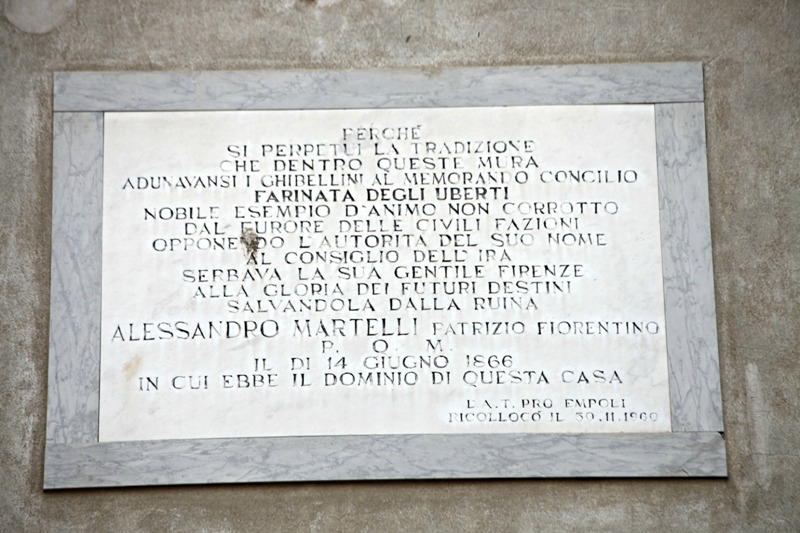 PERCHÉ
SI PERPETUI LA TRADIZIONE
CHE DENTRO QUESTE MURA
ADUNAVANSI I GHIBELLINI AL MEMORANDO CONCILIO
FARINATA DEGLI UBERTI
NOBILE ESEMPIO D'ANIMO NON CORROTTO
DAL FURORE DELLE CIVILI FAZIONI
OPPONENDO L'AUTORITÀ DEL SUO NOME
AL CONSIGLIO DELL'IRA
SERBAVA LA SUA GENTILE FIRENZE
ALLA GLORIA DEI FUTURI DESTINI
SALVANDOLA DALLA RUINA
ALESSANDRO MARTELLI PATRIZIO FIORENTINO
P. Q. M.
IL DI 14 GIUGNO 1866
IN CUI EBBE IL DOMINIO DI QUESTA CASA
L'A.T. PRO EMPOLI
RICOLLOCÒ IL 30.11.1960